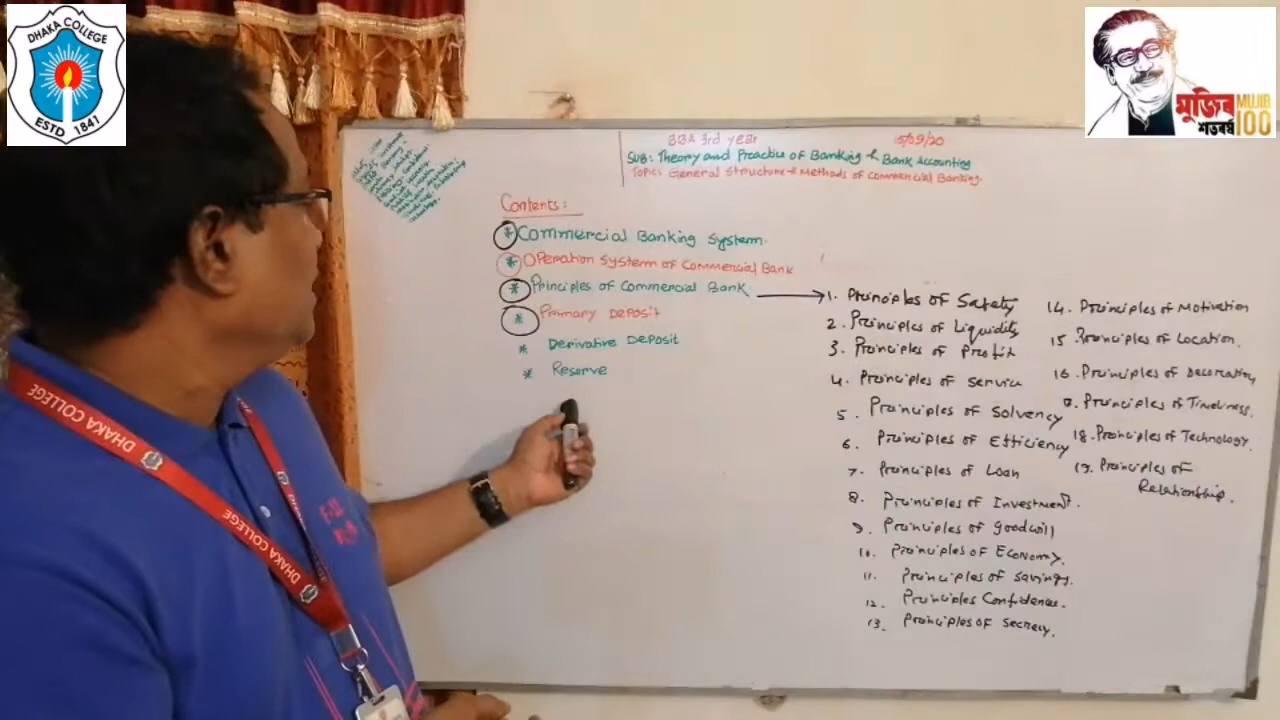 DHAKA COLLEGE
ESTD 1841
মুজিব MUJIB
শতবর্ষ 100
BBA 3rd year 15/09/20
SUB: Theory and Practice of Banking & Bank Accounting
Topics: General Structure & Methods of Commercial Banking.
Contents:
* Commercial Banking System.
* Operation System of Commercial Bank
* Principles of Commercial Bank
* Primary Deposit
* Derivative Deposit
* Reserve
1. Principles of Safety
2. Principles of Liquidity
3. Principles of Profit
4. Principles of Service
5. Principles of Solvency
6. Principles of Efficiency
7. Principles of Loan
8. Principles of Investment.
9. Principles of goodwill
10. Principles of Economy.
11. Principles of savings.
12. Principles Confidence.
13. Principles of Secrecy.
14. Principles of Motivation
15 Principles of Location.
16. Principles of Decoration,
Principles of Timeliness.
18. Principles of Technology.
19. Principles of
Relationship.
DHAKA COLLEGE
DHAKA COLLEGE